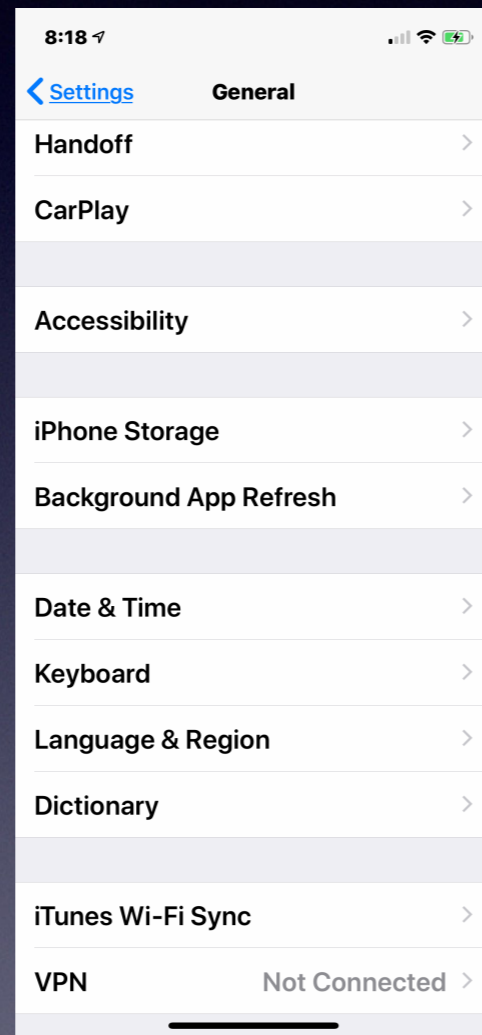 8:18
Settings General
Handoff
CarPlay
Accessibility
iPhone Storage
Background App Refresh
Date & Time
Keyboard
Language & Region
Dictionary
iTunes Wi-Fi Sync
VPN Not Connected